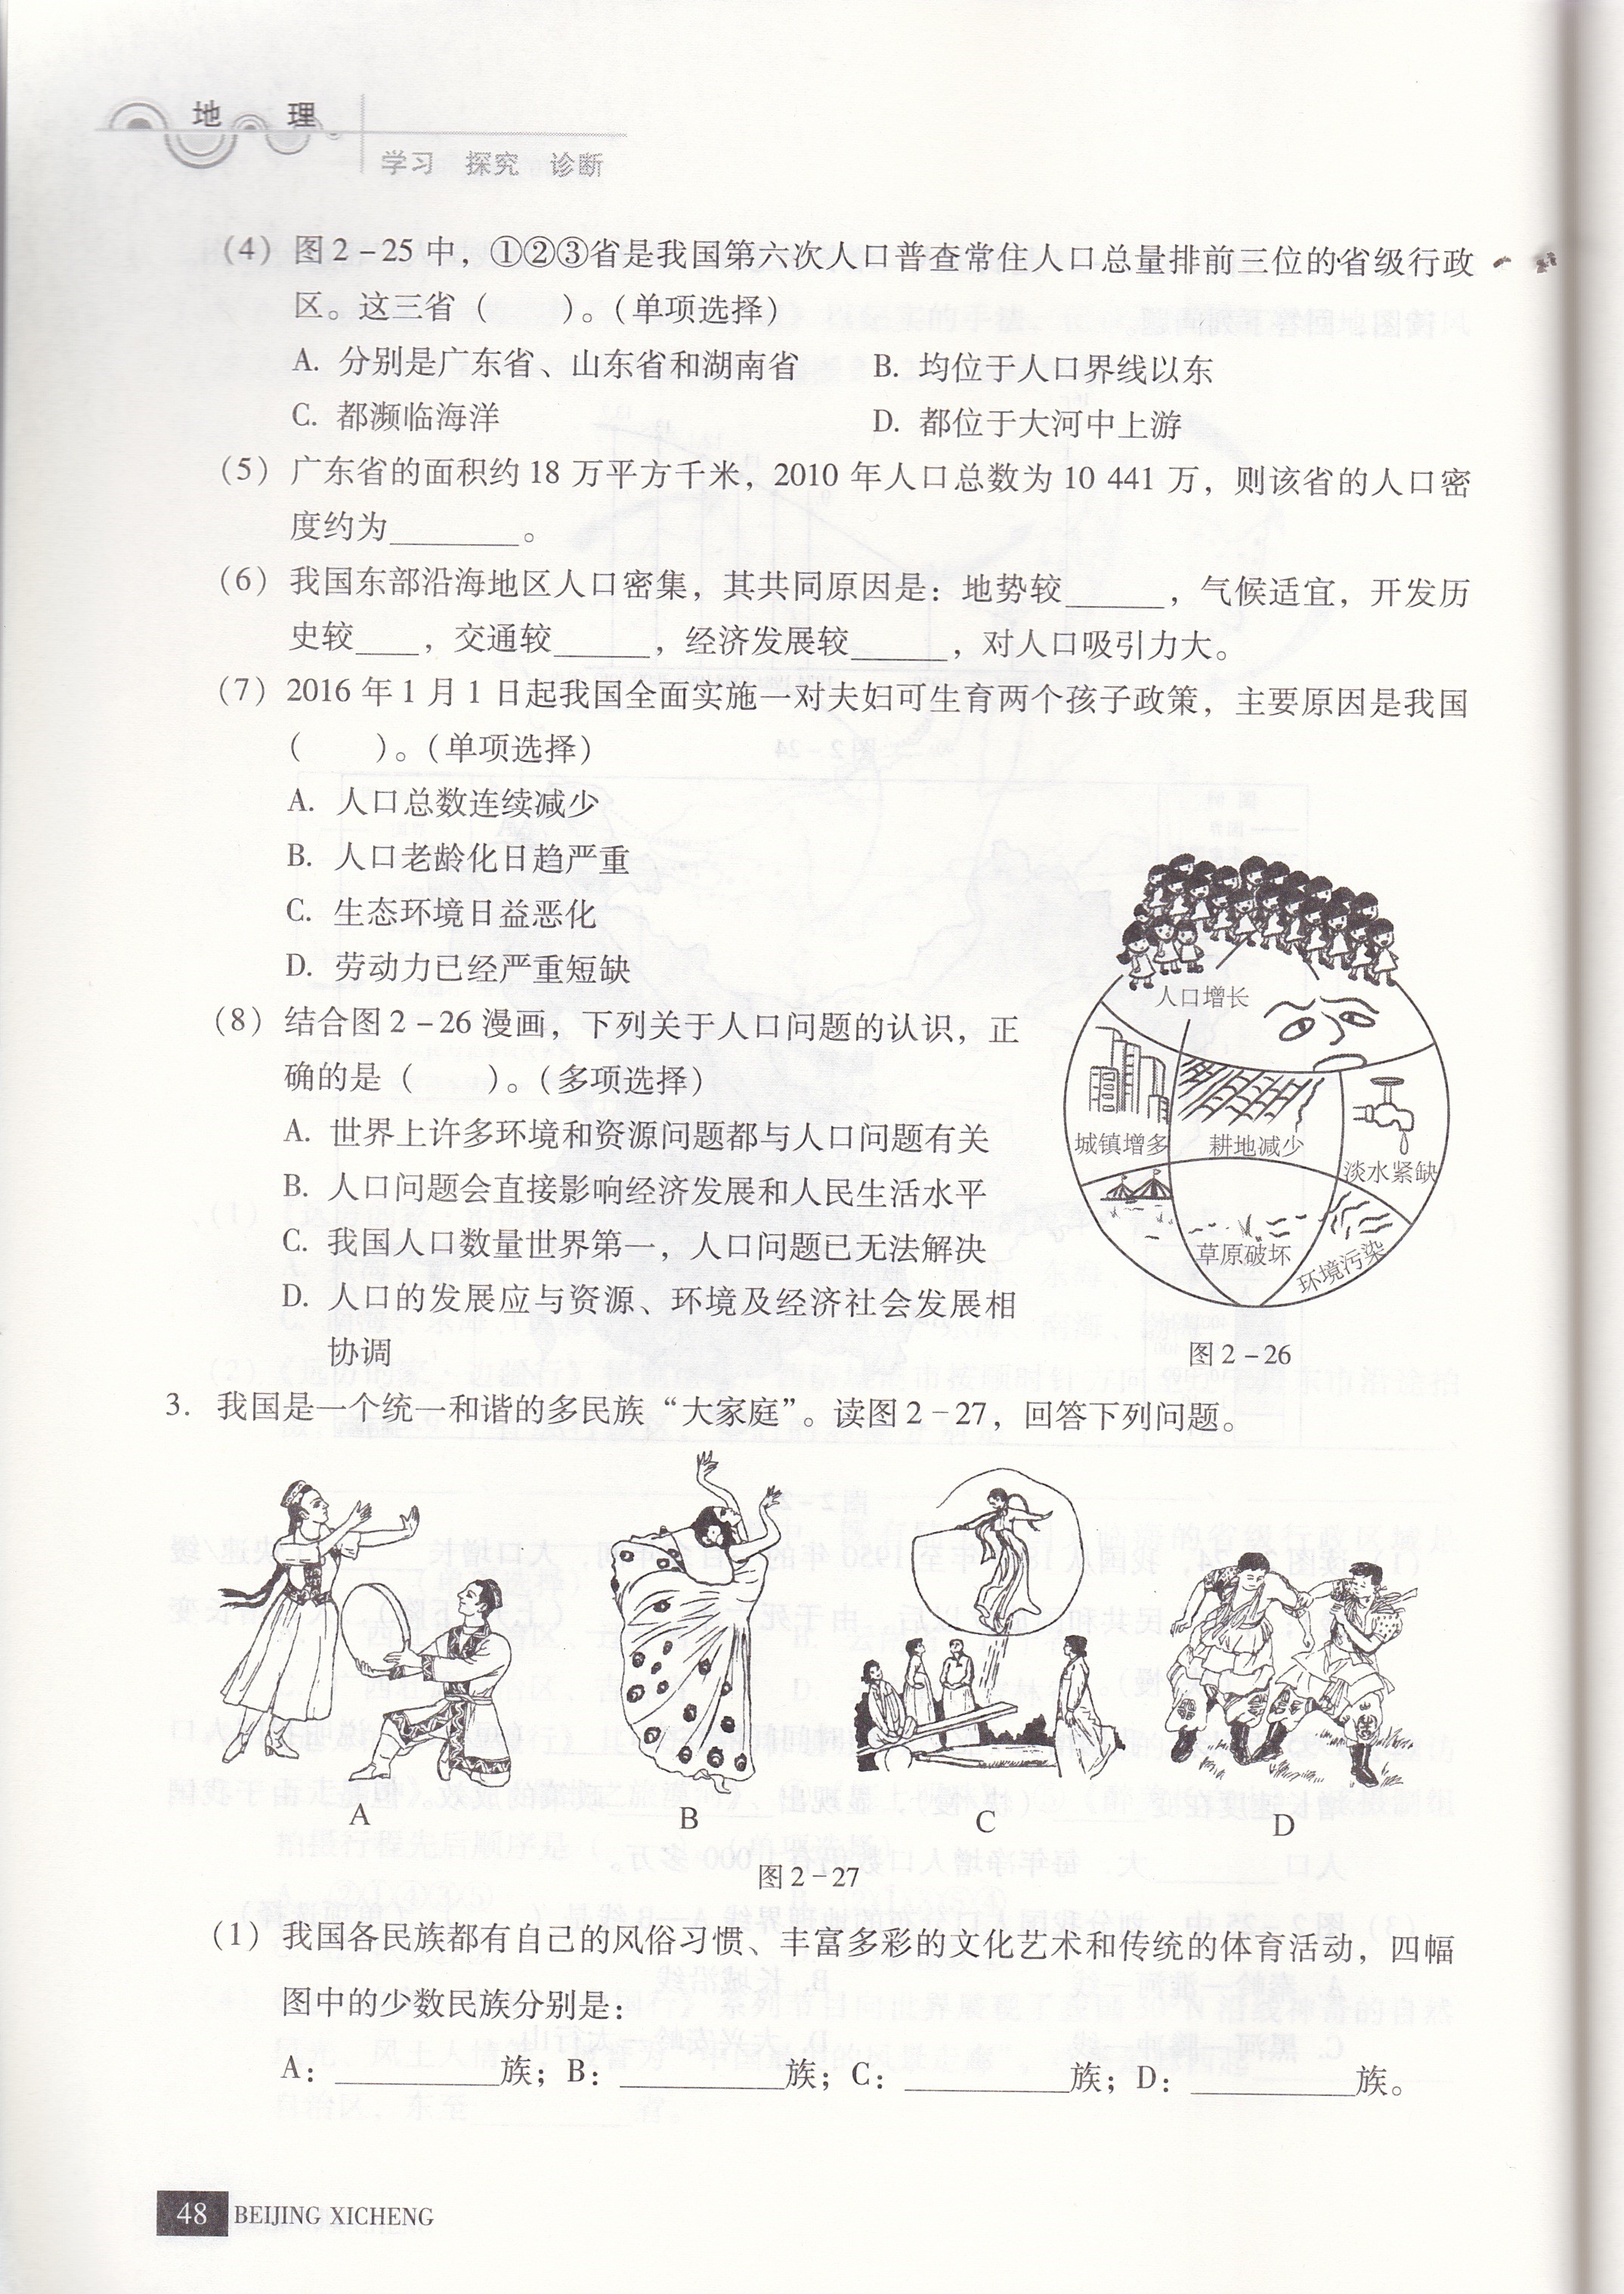 地 理
学习 探究 诊断
（4）图2－25中，①②③省是我国第六次人口普查常住人口总量排前三位的省级行政
区。这三省（　　）。（单项选择）
A. 分别是广东省、山东省和湖南省 B. 均位于人口界线以东
C. 都濒临海洋 D. 都位于大河中上游
（5）广东省的面积约18万平方千米，2010年人口总数为10 441万，则该省的人口密
度约为________。
（6）我国东部沿海地区人口密集，其共同原因是：地势较______，气候适宜，开发历
史较____，交通较______，经济发展较______，对人口吸引力大。
（7）2016年1月1日起我国全面实施一对夫妇可生育两个孩子政策，主要原因是我国
（　　）。（单项选择）
A. 人口总数连续减少
B. 人口老龄化日趋严重
C. 生态环境日益恶化
D. 劳动力已经严重短缺
（8）结合图2－26漫画，下列关于人口问题的认识，正
确的是（　　）。（多项选择）
A. 世界上许多环境和资源问题都与人口问题有关
B. 人口问题会直接影响经济发展和人民生活水平
C. 我国人口数量世界第一，人口问题已无法解决
D. 人口的发展应与资源、环境及经济社会发展相
协调
人口增长
城镇增多
耕地减少
淡水紧缺
草原破坏
环境污染
图2－26
3. 我国是一个统一和谐的多民族“大家庭”。读图2－27，回答下列问题。
A B C D
图2－27
（1）我国各民族都有自己的风俗习惯、丰富多彩的文化艺术和传统的体育活动，四幅
图中的少数民族分别是：
A：__________族；B：__________族；C：__________族；D：__________族。
48 BEIJING XICHENG